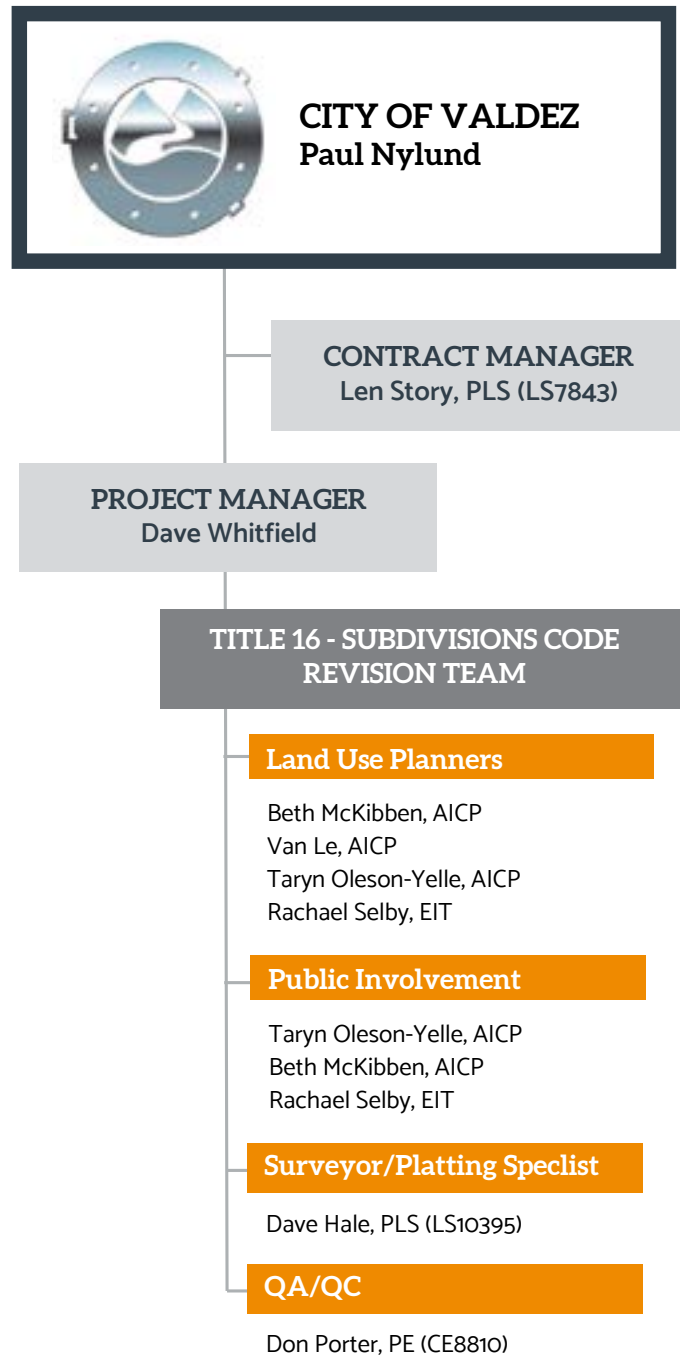 CITY OF VALDEZ
Paul Nylund
CONTRACT MANAGER
Len Story, PLS (LS7843)
PROJECT MANAGER
Dave Whitfield
TITLE 16 - SUBDIVISIONS CODE
REVISION TEAM
Land Use Planners
Beth McKibben, AICP
Van Le, AICP
Taryn Oleson-Yelle, AICP
Rachael Selby, EIT
Public Involvement
Taryn Oleson-Yelle, AICP
Beth McKibben, AICP
Rachael Selby, EIT
Surveyor/Platting Speclist
Dave Hale, PLS (LS10395)
QA/QC
Don Porter, PE (CE8810)